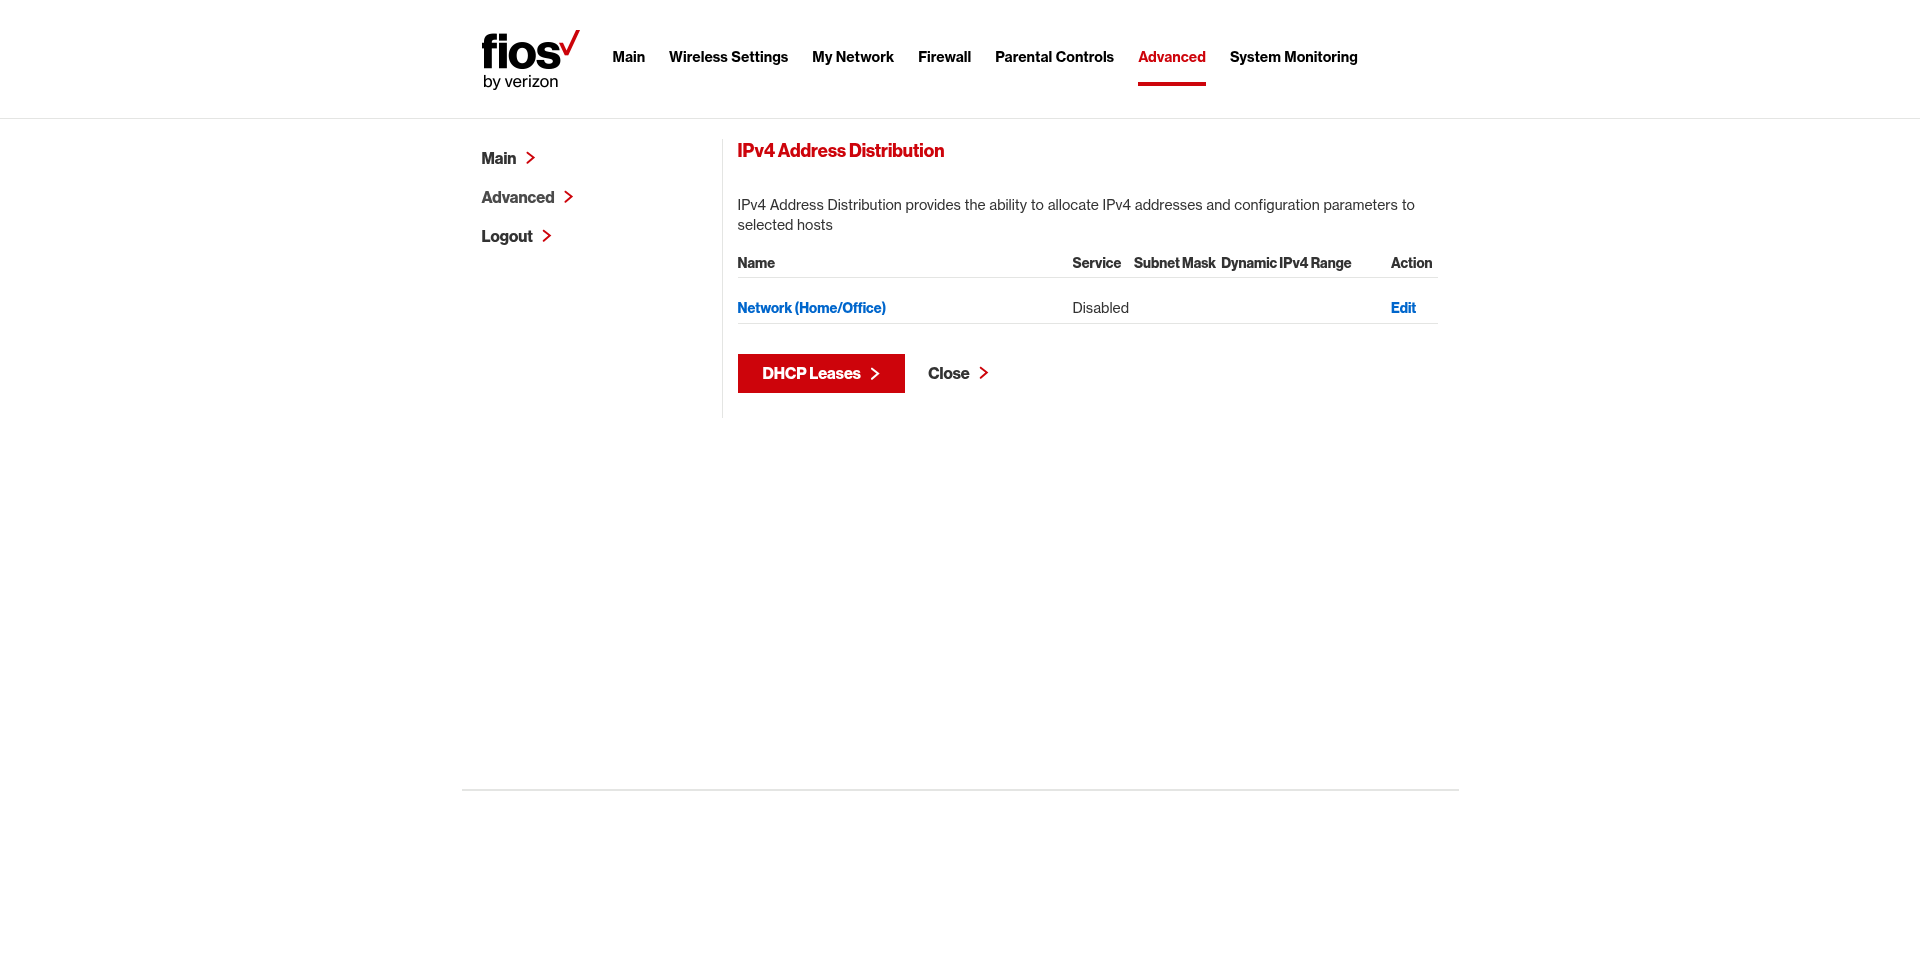 fios
by verizon
Main Wireless Settings My Network Firewall Parental Controls Advanced System Monitoring
Main
Advanced
Logout
IPv4 Address Distribution
IPv4 Address Distribution provides the ability to allocate IPv4 addresses and configuration parameters to
selected hosts
Name Service Subnet Mask Dynamic IPv4 Range Action
Network (Home/Office) Disabled Edit
DHCP Leases Close